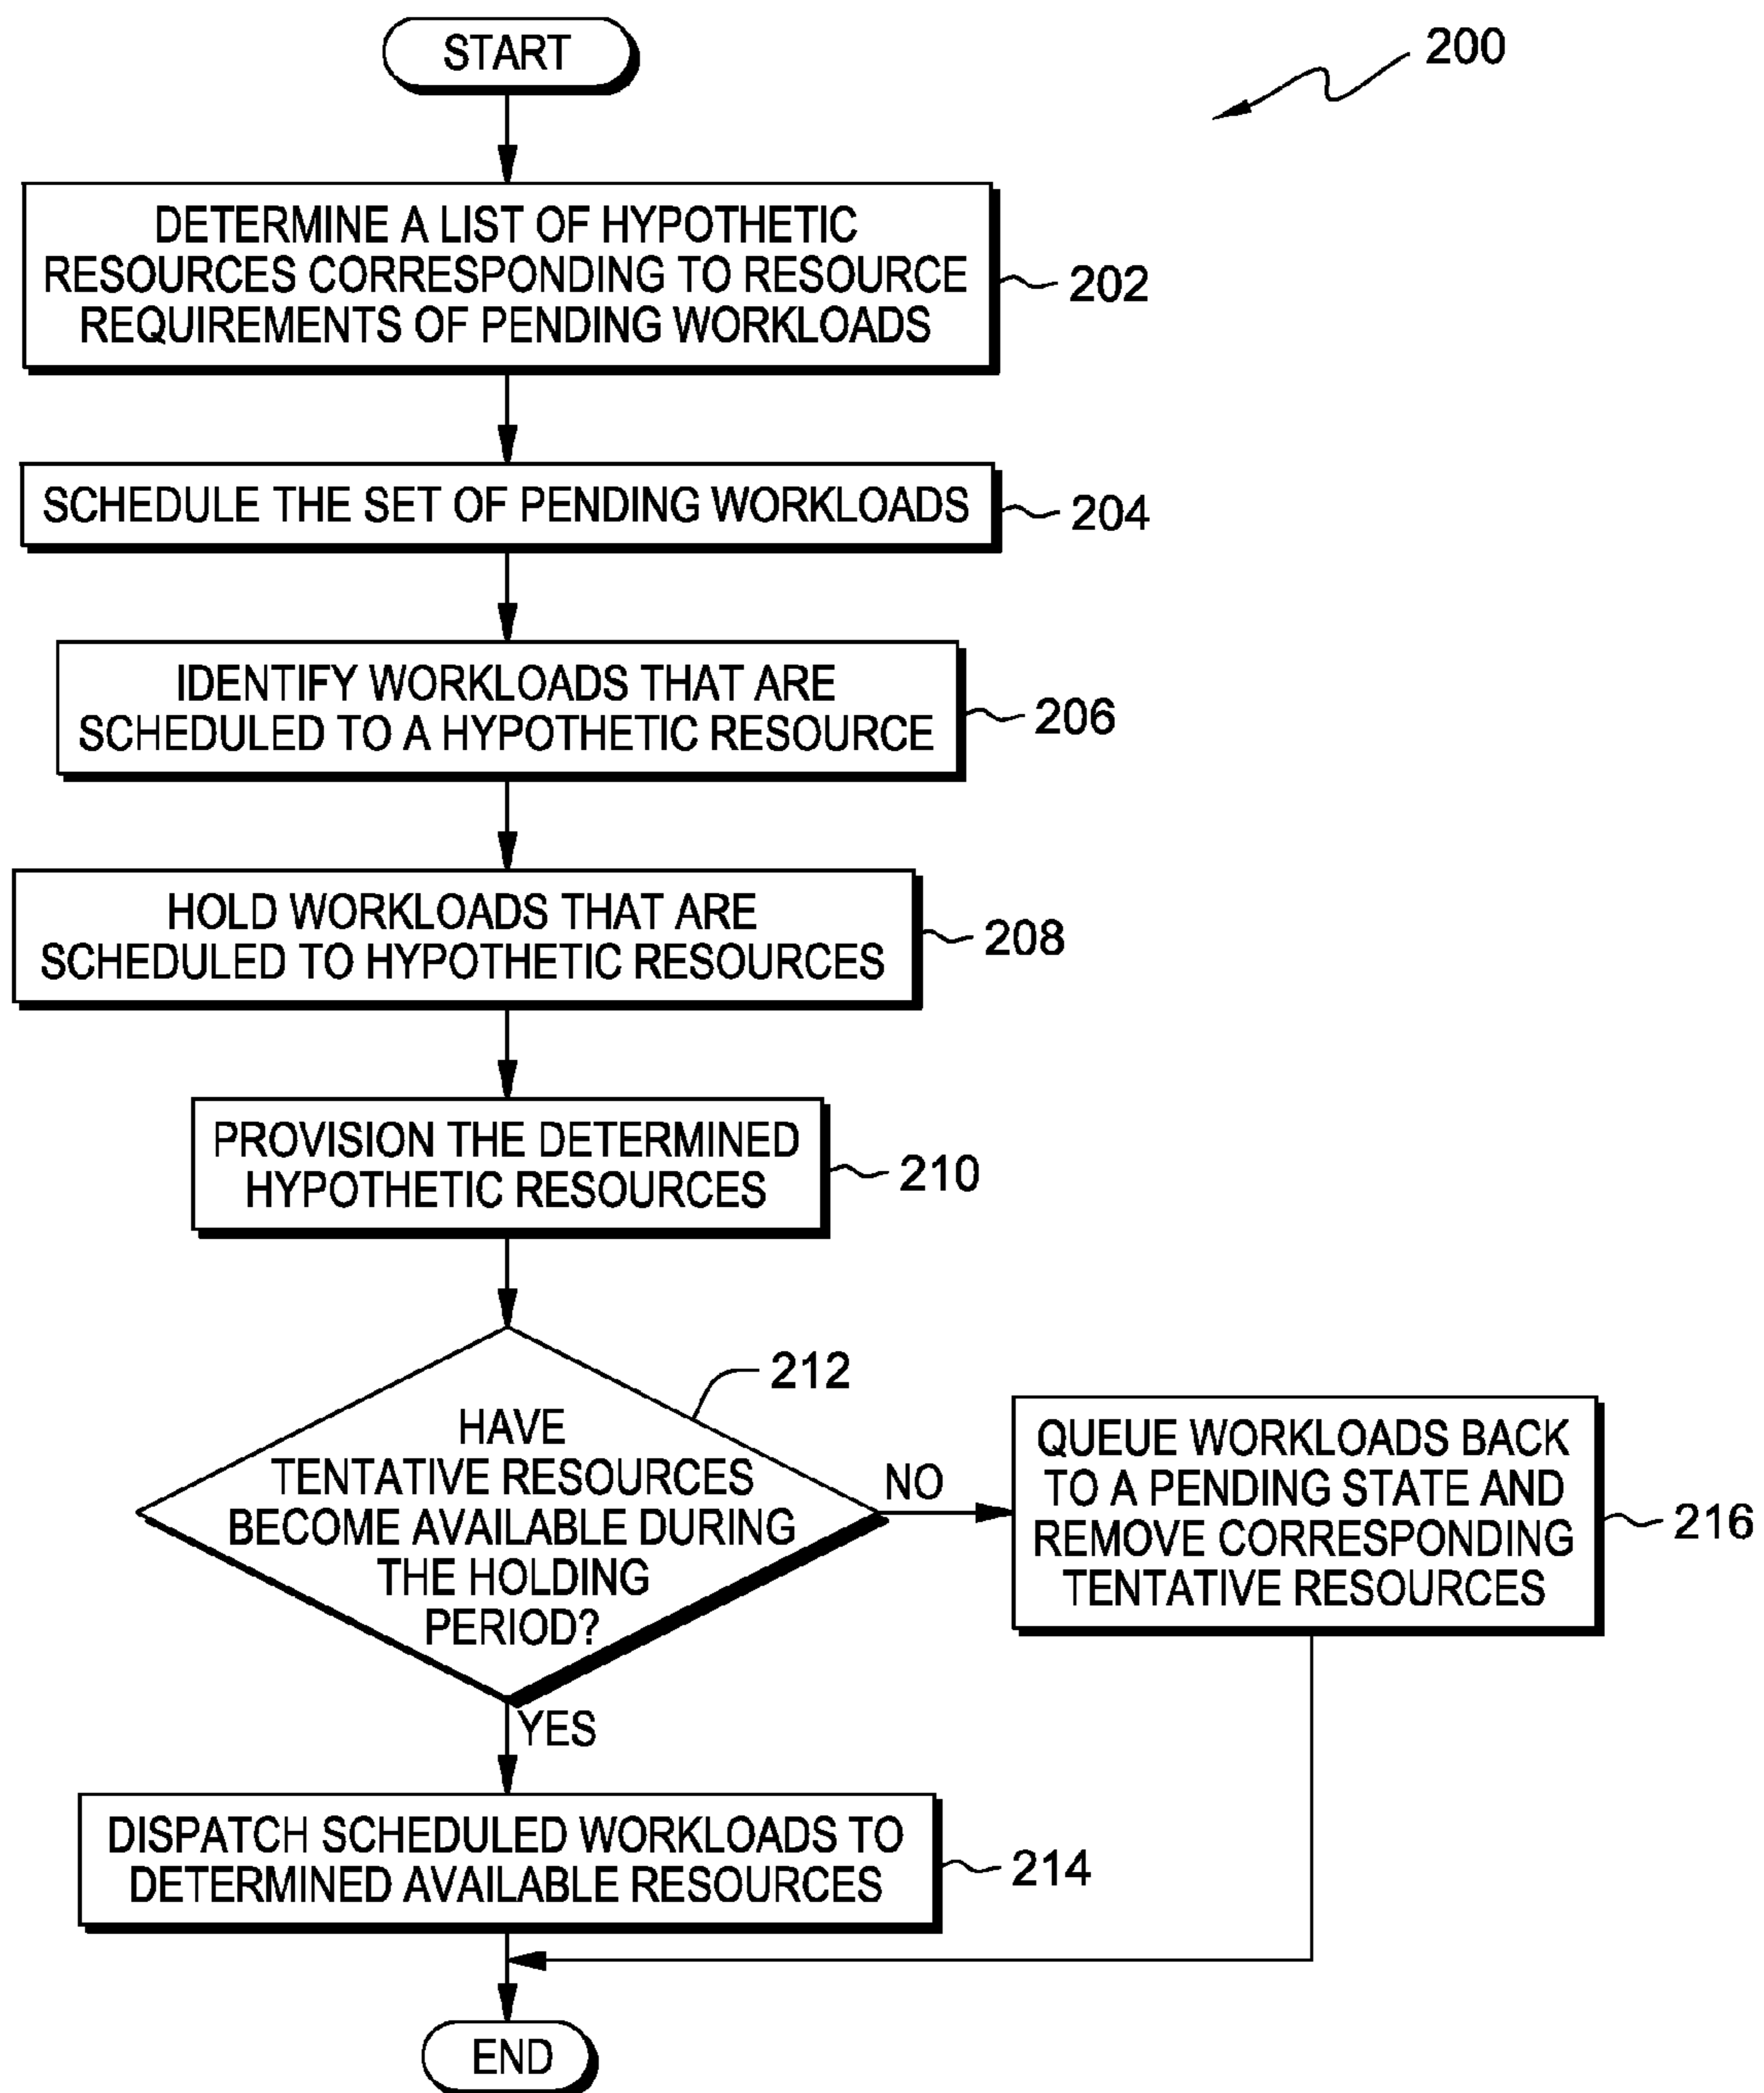 START
200
DETERMINE A LIST OF HYPOTHETIC
RESOURCES CORRESPONDING TO RESOURCE
REQUIREMENTS OF PENDING WORKLOADS
202
SCHEDULE THE SET OF PENDING WORKLOADS
204
IDENTIFY WORKLOADS THAT ARE
SCHEDULED TO A HYPOTHETIC RESOURCE
206
HOLD WORKLOADS THAT ARE
SCHEDULED TO HYPOTHETIC RESOURCES
208
PROVISION THE DETERMINED
HYPOTHETIC RESOURCES
210
212
HAVE
TENTATIVE RESOURCES
BECOME AVAILABLE DURING
THE HOLDING
PERIOD?
NO
QUEUE WORKLOADS BACK
TO A PENDING STATE AND
REMOVE CORRESPONDING
TENTATIVE RESOURCES
216
YES
DISPATCH SCHEDULED WORKLOADS TO
DETERMINED AVAILABLE RESOURCES
214
END